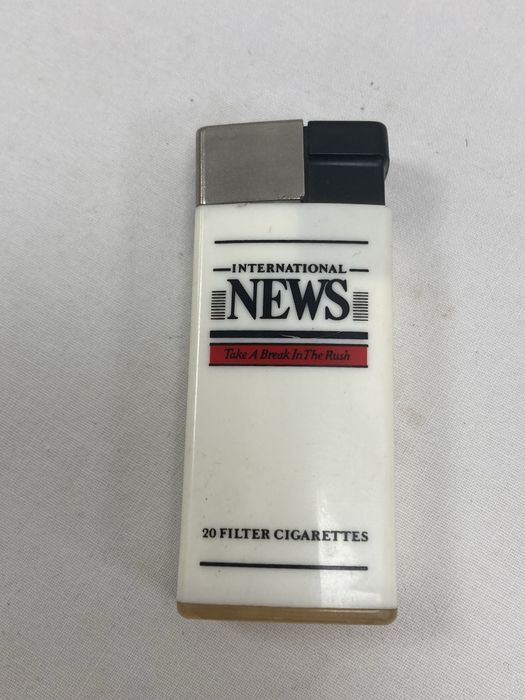 INTERNATIONAL
NEWS
Take A Break In The Rush
20 FILTER CIGARETTES